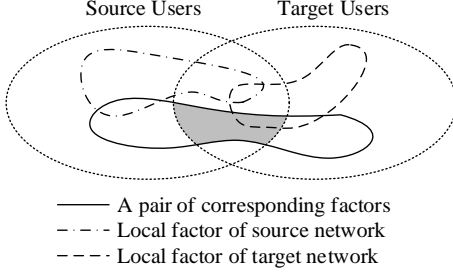 Source Users Target Users
A pair of corresponding factors
Local factor of source network
Local factor of target network